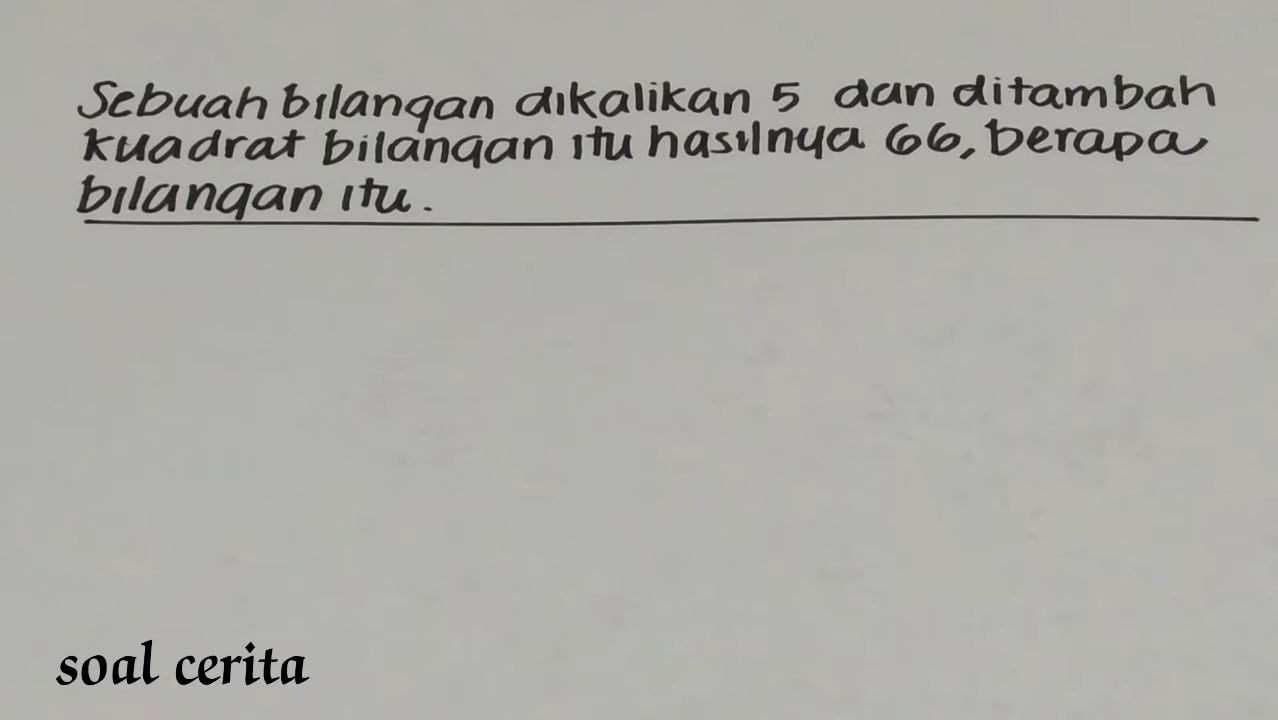 Sebuah bilangan dikalikan 5 dan ditambah
kuadrat bilangan itu hasilnya 66, berapa
bilangan itu.
soal cerita